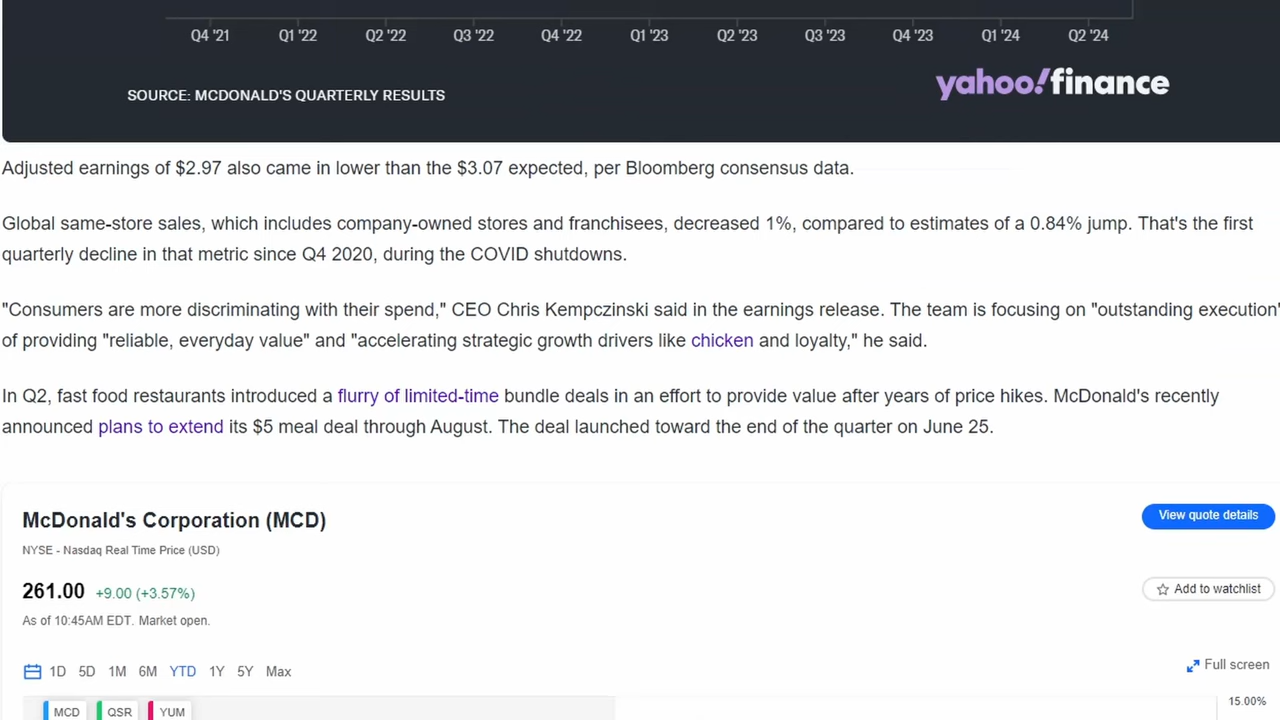 Q4 '21 Q1 '22 Q2 '22 Q3 '22 Q4 '22 Q1 '23 Q2 '23 Q3 '23 Q4 '23 Q1 '24 Q2 '24
SOURCE: MCDONALD'S QUARTERLY RESULTS
yahoo!finance
Adjusted earnings of $2.97 also came in lower than the $3.07 expected, per Bloomberg consensus data.
Global same-store sales, which includes company-owned stores and franchisees, decreased 1%, compared to estimates of a 0.84% jump. That's the first
quarterly decline in that metric since Q4 2020, during the COVID shutdowns.
"Consumers are more discriminating with their spend," CEO Chris Kempczinski said in the earnings release. The team is focusing on "outstanding execution"
of providing "reliable, everyday value" and "accelerating strategic growth drivers like chicken and loyalty," he said.
In Q2, fast food restaurants introduced a flurry of limited-time bundle deals in an effort to provide value after years of price hikes. McDonald's recently
announced plans to extend its $5 meal deal through August. The deal launched toward the end of the quarter on June 25.
McDonald's Corporation (MCD)
View quote details
NYSE - Nasdaq Real Time Price (USD)
261.00 +9.00 (+3.57%)
Add to watchlist
As of 10:45AM EDT. Market open.
1D 5D 1M 6M YTD 1Y 5Y Max
Full screen
15.00%
MCD QSR YUM